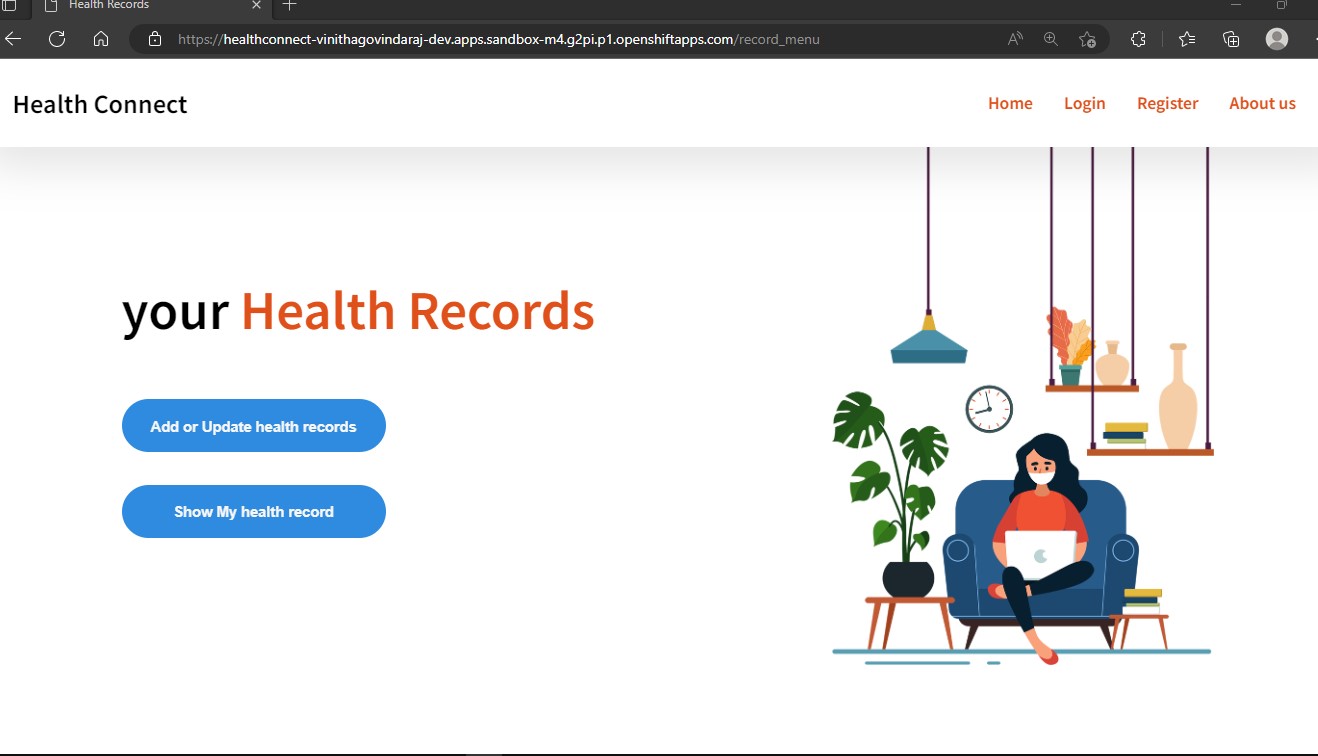 Health Records
https://healthconnect-vinithagovindaraj-dev.apps.sandbox-m4.g2pi.p1.openshiftapps.com/record_menu
Health Connect
Home Login Register About us
your Health Records
Add or Update health records
Show My health record